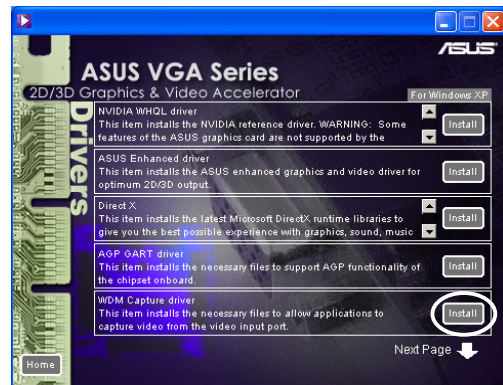 ASUS
ASUS VGA Series
2D/3D Graphics & Video Accelerator
For Windows XP
Drivers
NVIDIA WHQL driver
This item installs the NVIDIA reference driver. WARNING: Some
features of the ASUS graphics card are not supported by the
Install
ASUS Enhanced driver
This item installs the ASUS enhanced graphics and video driver for
optimum 2D/3D output.
Install
Direct X
This item installs the latest Microsoft DirectX runtime libraries to
give you the best possible experience with graphics, sound, music
Install
AGP GART driver
This item installs the necessary files to support AGP functionality of
the chipset onboard.
Install
WDM Capture driver
This item installs the necessary files to allow applications to
capture video from the video input port.
Install
Next Page
Home